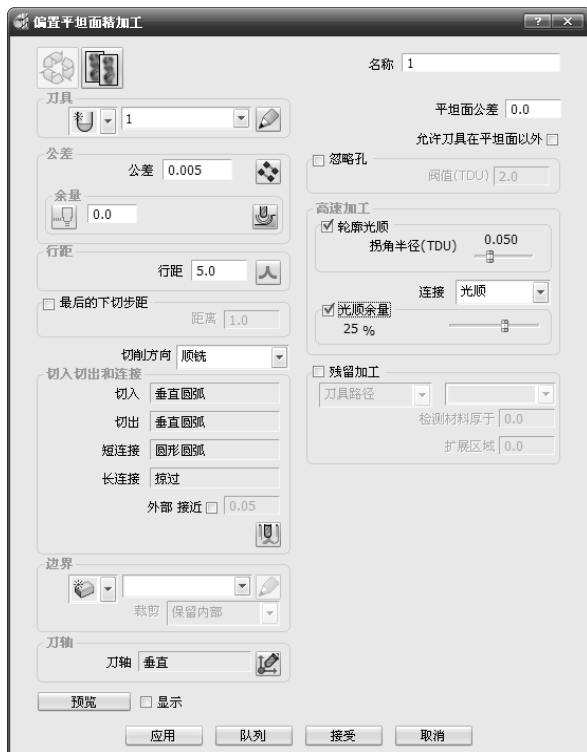 偏置平坦面精加工
名称 1
刀具
1
平坦面公差 0.0
允许刀具在平坦面以外
公差
公差 0.005
余量
0.0
忽略孔
阀值(TDU) 2.0
高速加工
轮廓光顺
拐角半径(TDU) 0.050
行距
行距 5.0
连接 光顺
最后的下切步距
距离 1.0
光顺余量
25 %
切削方向 顺铣
切入切出和连接
切入 垂直圆弧
切出 垂直圆弧
短连接 圆形圆弧
长连接 掠过
外部 接近 0.05
残留加工
刀具路径
检测材料厚于 0.0
扩展区域 0.0
边界
裁剪 保留内部
刀轴
刀轴 垂直
预览 显示
应用 队列 接受 取消